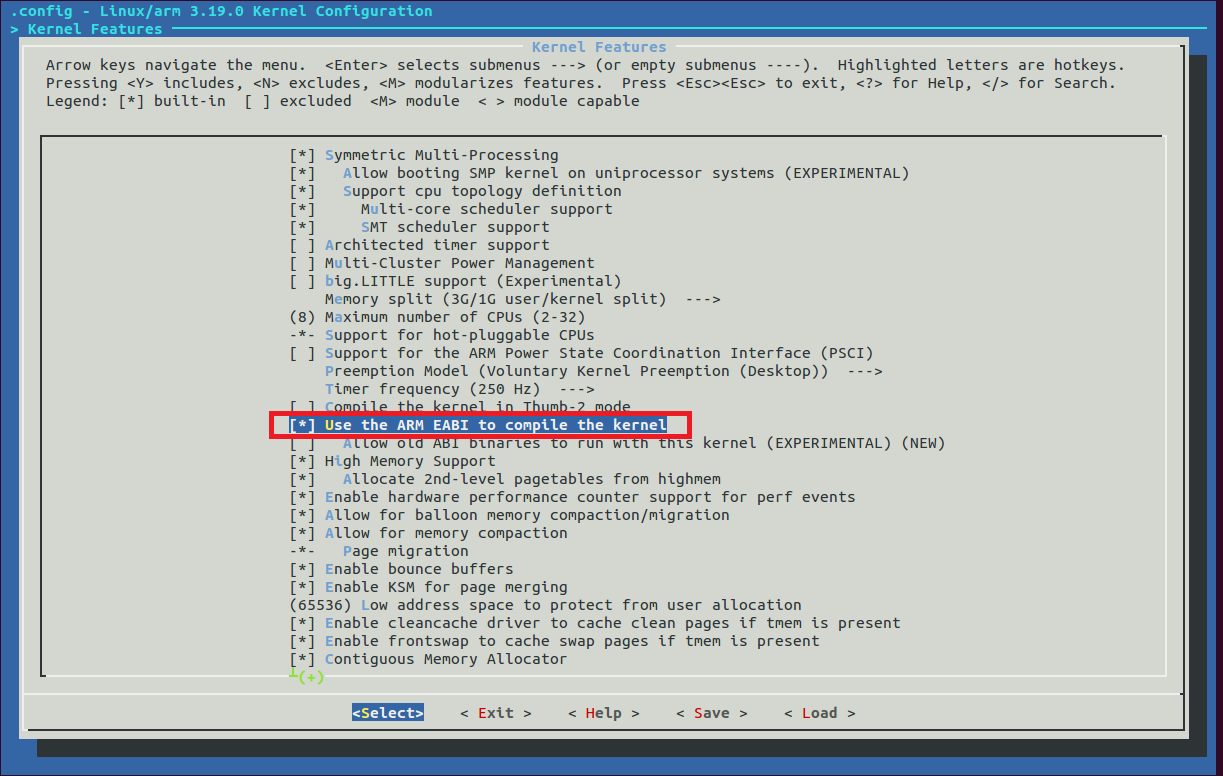 .config - Linux/arm 3.19.0 Kernel Configuration
> Kernel Features
Kernel Features
Arrow keys navigate the menu.  <Enter> selects submenus ---> (or empty submenus ----).  Highlighted letters are hotkeys.
Pressing <Y> includes, <N> excludes, <M> modularizes features.  Press <Esc><Esc> to exit, <?> for Help, </> for Search.
Legend: [*] built-in  [ ] excluded  <M> module  < > module capable
[*] Symmetric Multi-Processing
[*]   Allow booting SMP kernel on uniprocessor systems (EXPERIMENTAL)
[*]   Support cpu topology definition
[*]     Multi-core scheduler support
[*]     SMT scheduler support
[ ] Architected timer support
[ ] Multi-Cluster Power Management
[ ] big.LITTLE support (Experimental)
Memory split (3G/1G user/kernel split)  --->
(8) Maximum number of CPUs (2-32)
-*- Support for hot-pluggable CPUs
[ ] Support for the ARM Power State Coordination Interface (PSCI)
Preemption Model (Voluntary Kernel Preemption (Desktop))  --->
Timer frequency (250 Hz)  --->
[ ] Compile the kernel in Thumb-2 mode
[*] Use the ARM EABI to compile the kernel
[ ]   Allow old ABI binaries to run with this kernel (EXPERIMENTAL) (NEW)
[*] High Memory Support
[*]   Allocate 2nd-level pagetables from highmem
[*] Enable hardware performance counter support for perf events
[*] Allow for balloon memory compaction/migration
[*] Allow for memory compaction
-*-   Page migration
[*] Enable bounce buffers
[*] Enable KSM for page merging
(65536) Low address space to protect from user allocation
[*] Enable cleancache driver to cache clean pages if tmem is present
[*] Enable frontswap to cache swap pages if tmem is present
[*] Contiguous Memory Allocator
┴(+)
<Select>    < Exit >    < Help >    < Save >    < Load >